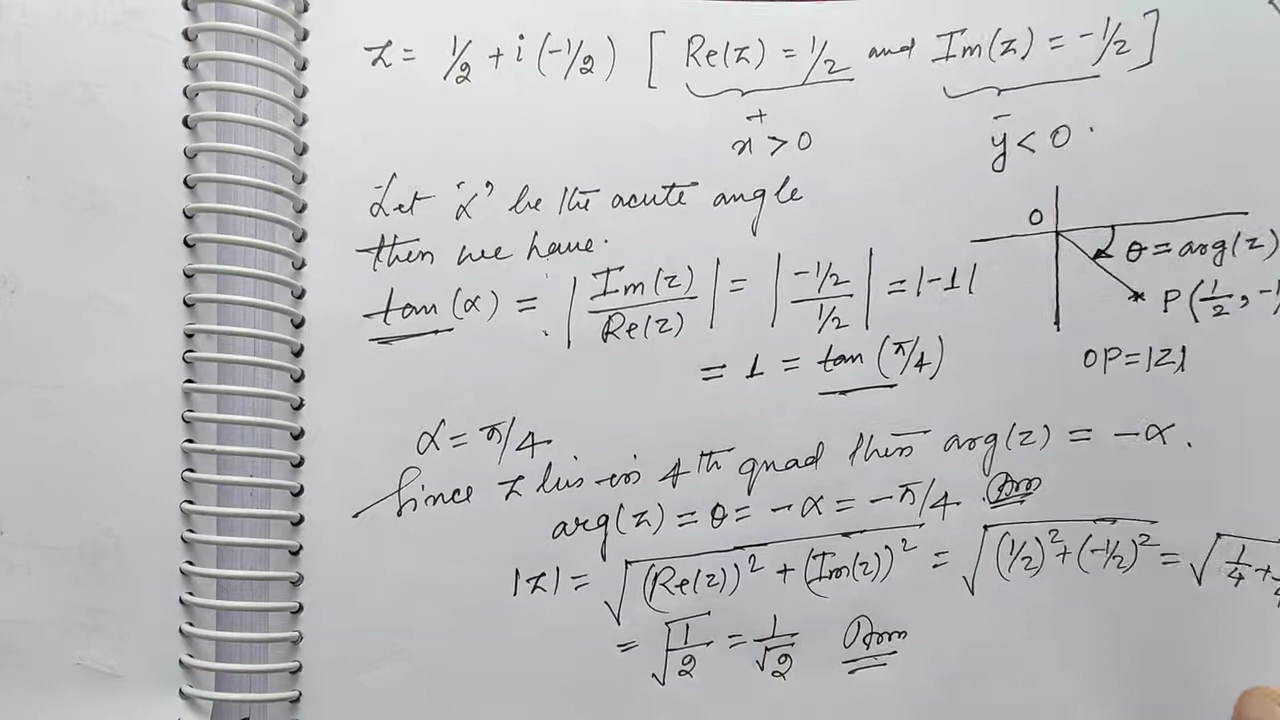 z = 1/2 + i (-1/2) [ Re(z) = 1/2 and Im(z) = -1/2 ]
+ x > 0
- y < 0 .
Let 'α' be the acute angle
then we have.
tan (α) = | Im(z) / Re(z) | = | -1/2 / 1/2 | = |-1|
= 1 = tan (π/4)
O
θ = arg(z)
P (1/2, -1
OP = |z|
α = π/4
Since z lies in 4th quad then arg(z) = -α.
arg(z) = θ = -α = -π/4 . Ans
|z| = √((Re(z))² + (Im(z))²) = √((1/2)² + (-1/2)²) = √(1/4 +
= √(1/2) = 1/√2 Ans